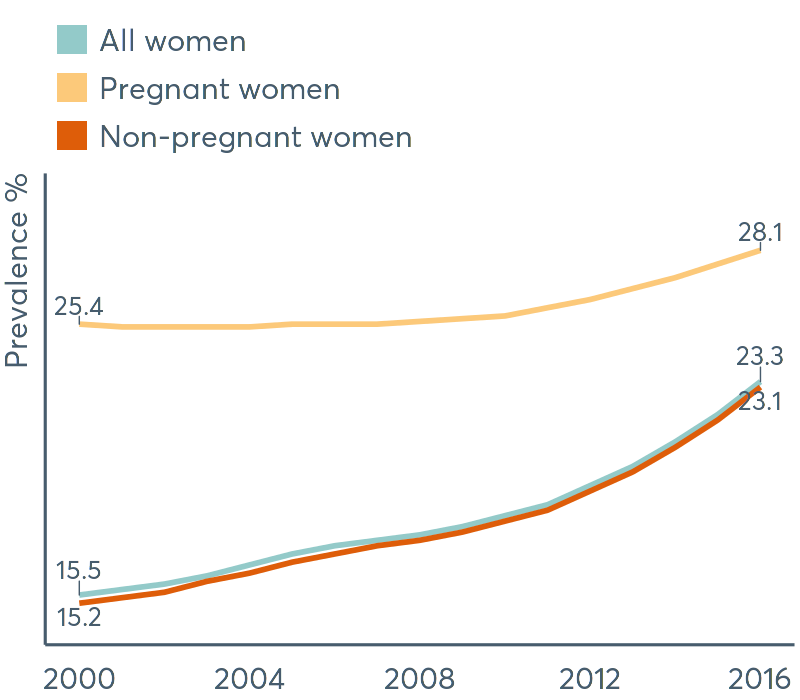 All women
Pregnant women
Non-pregnant women
Prevalence %
28.1
25.4
23.3
23.1
15.5
15.2
2000 2004 2008 2012 2016